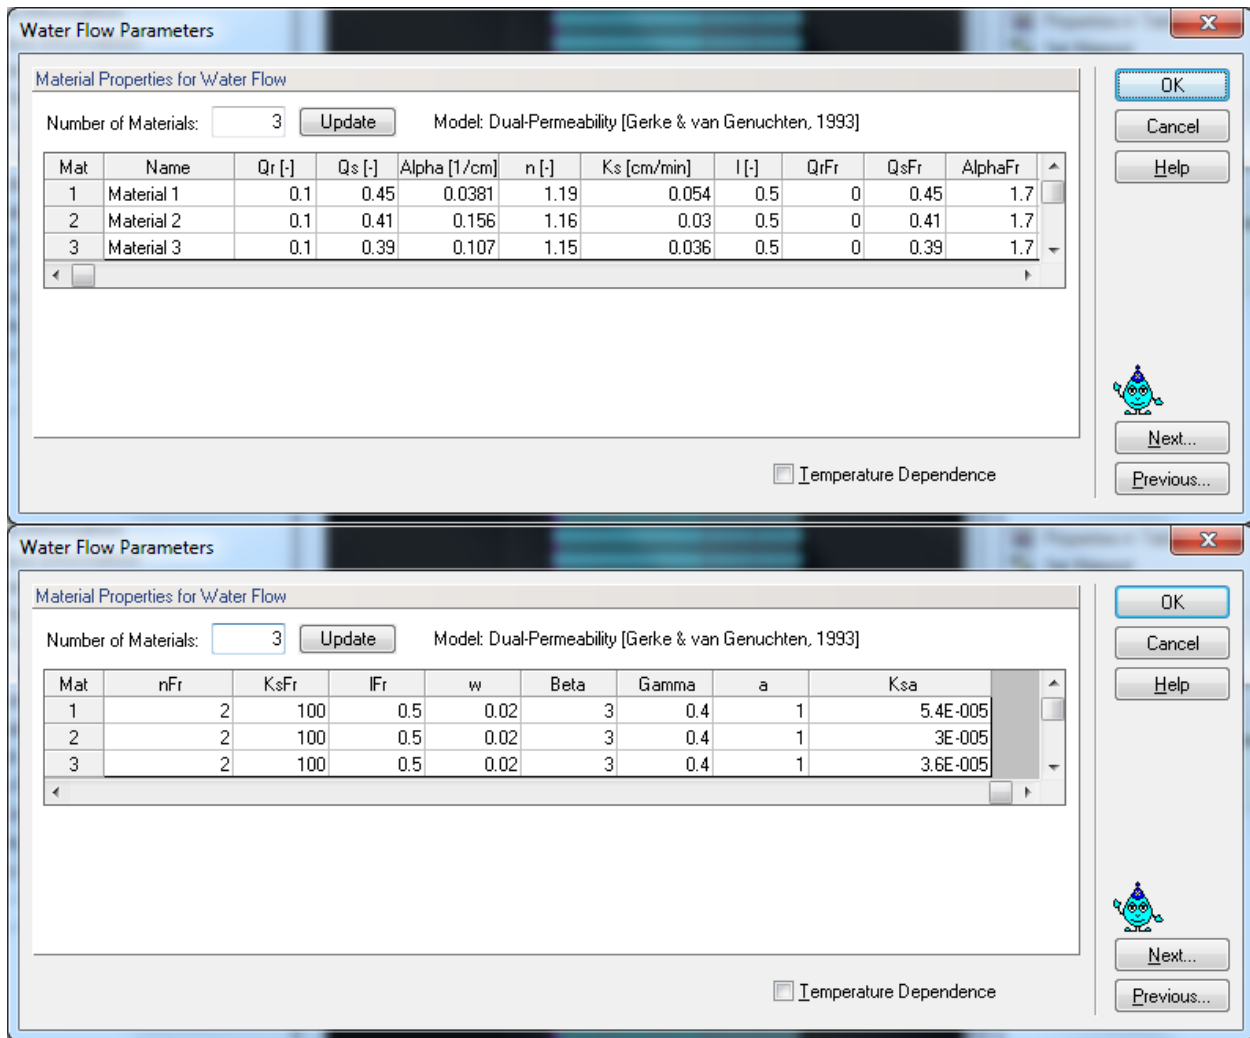 Water Flow Parameters
Material Properties for Water Flow
Number of Materials: 3 Update Model: Dual-Permeability [Gerke & van Genuchten, 1993]
Mat Name Qr [-] Qs [-] Alpha [1/cm] n [-] Ks [cm/min] l [-] QrFr QsFr AlphaFr
1 Material 1 0.1 0.45 0.0381 1.19 0.054 0.5 0 0.45 1.7
2 Material 2 0.1 0.41 0.156 1.16 0.03 0.5 0 0.41 1.7
3 Material 3 0.1 0.39 0.107 1.15 0.036 0.5 0 0.39 1.7
OK
Cancel
Help
Next...
Temperature Dependence
Previous...
Water Flow Parameters
Material Properties for Water Flow
Number of Materials: 3 Update Model: Dual-Permeability [Gerke & van Genuchten, 1993]
Mat nFr KsFr lFr w Beta Gamma a Ksa
1 2 100 0.5 0.02 3 0.4 1 5.4E-005
2 2 100 0.5 0.02 3 0.4 1 3E-005
3 2 100 0.5 0.02 3 0.4 1 3.6E-005
OK
Cancel
Help
Next...
Temperature Dependence
Previous...